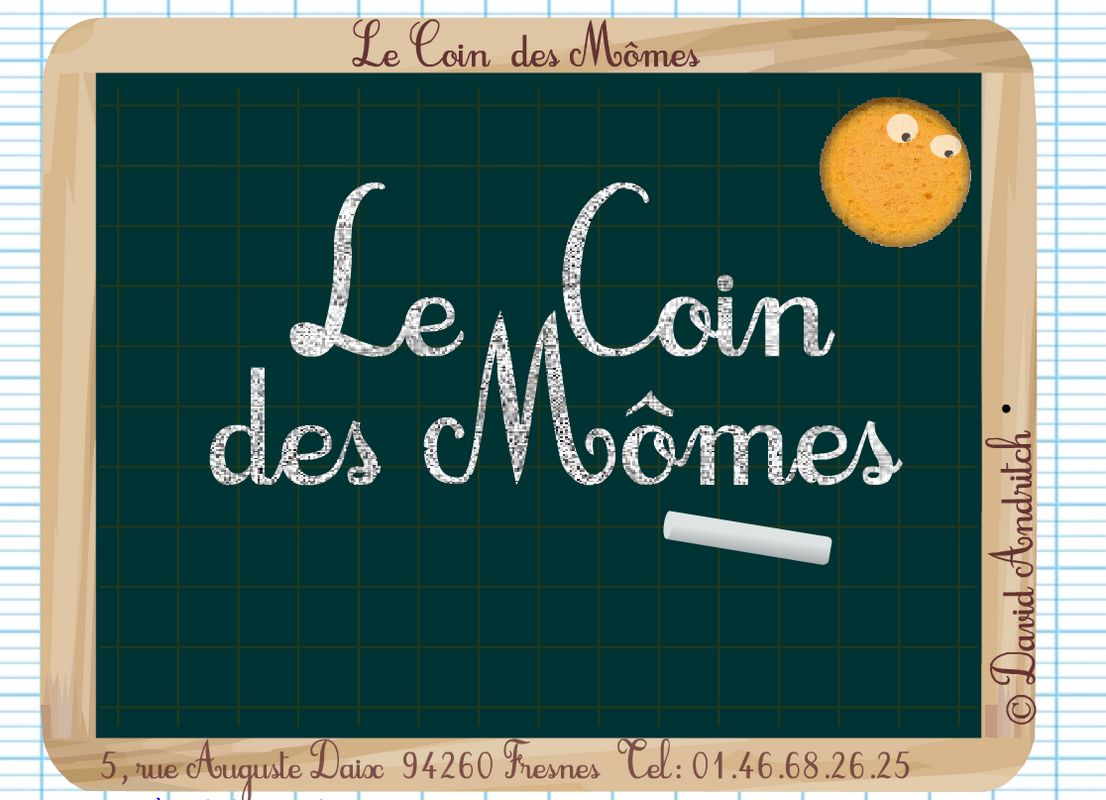 Le Coin des Mômes
Le Coin
des Mômes
© David Andritch
5, rue Auguste Daix 94260 Fresnes Tel: 01.46.68.26.25